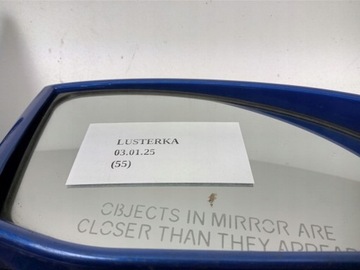 LUSTERKA
03.01.25
(55)
OBJECTS IN MIRROR ARE
CLOSER THAN THEY APPEAR